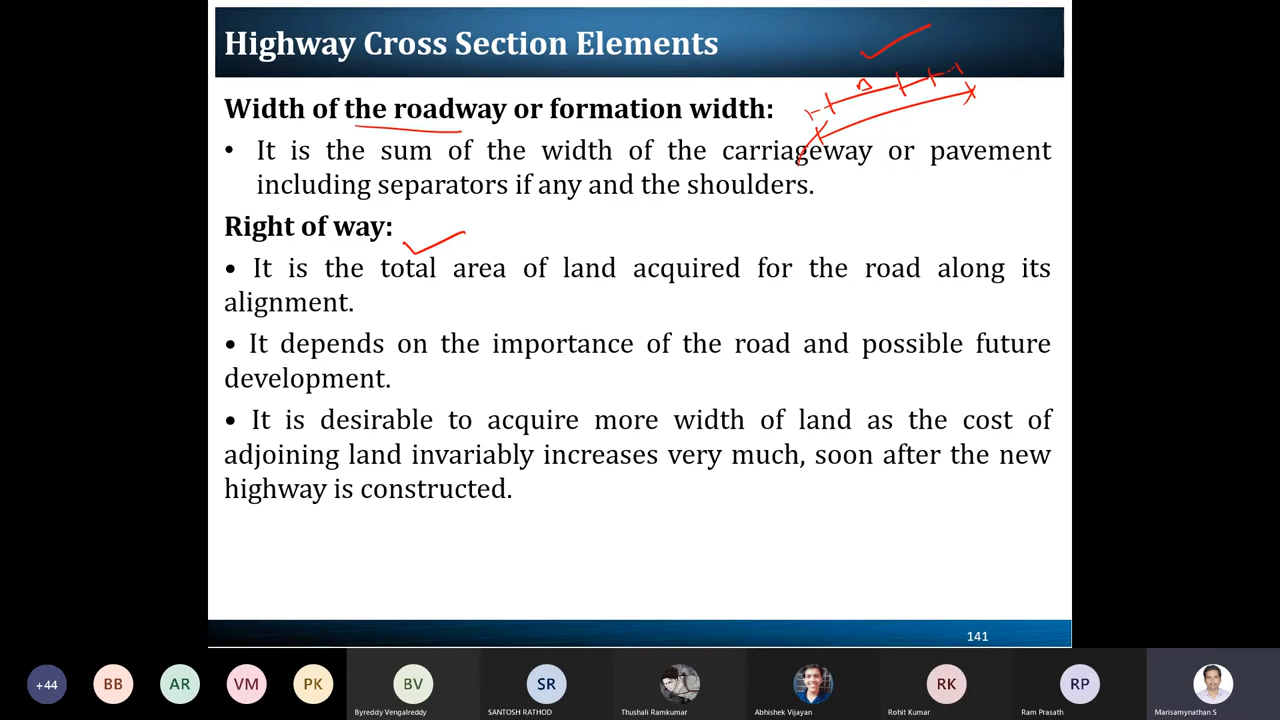 Highway Cross Section Elements
Width of the roadway or formation width:
• It is the sum of the width of the carriageway or pavement
including separators if any and the shoulders.
Right of way:
• It is the total area of land acquired for the road along its
alignment.
• It depends on the importance of the road and possible future
development.
• It is desirable to acquire more width of land as the cost of
adjoining land invariably increases very much, soon after the new
highway is constructed.
141
+44 BB AR VM PK BV SR RK RP
Byreddy Vengalreddy SANTOSH RATHOD Thushali Ramkumar Abhishek Vijayan Rohit Kumar Ram Prasath Marisamynathan S